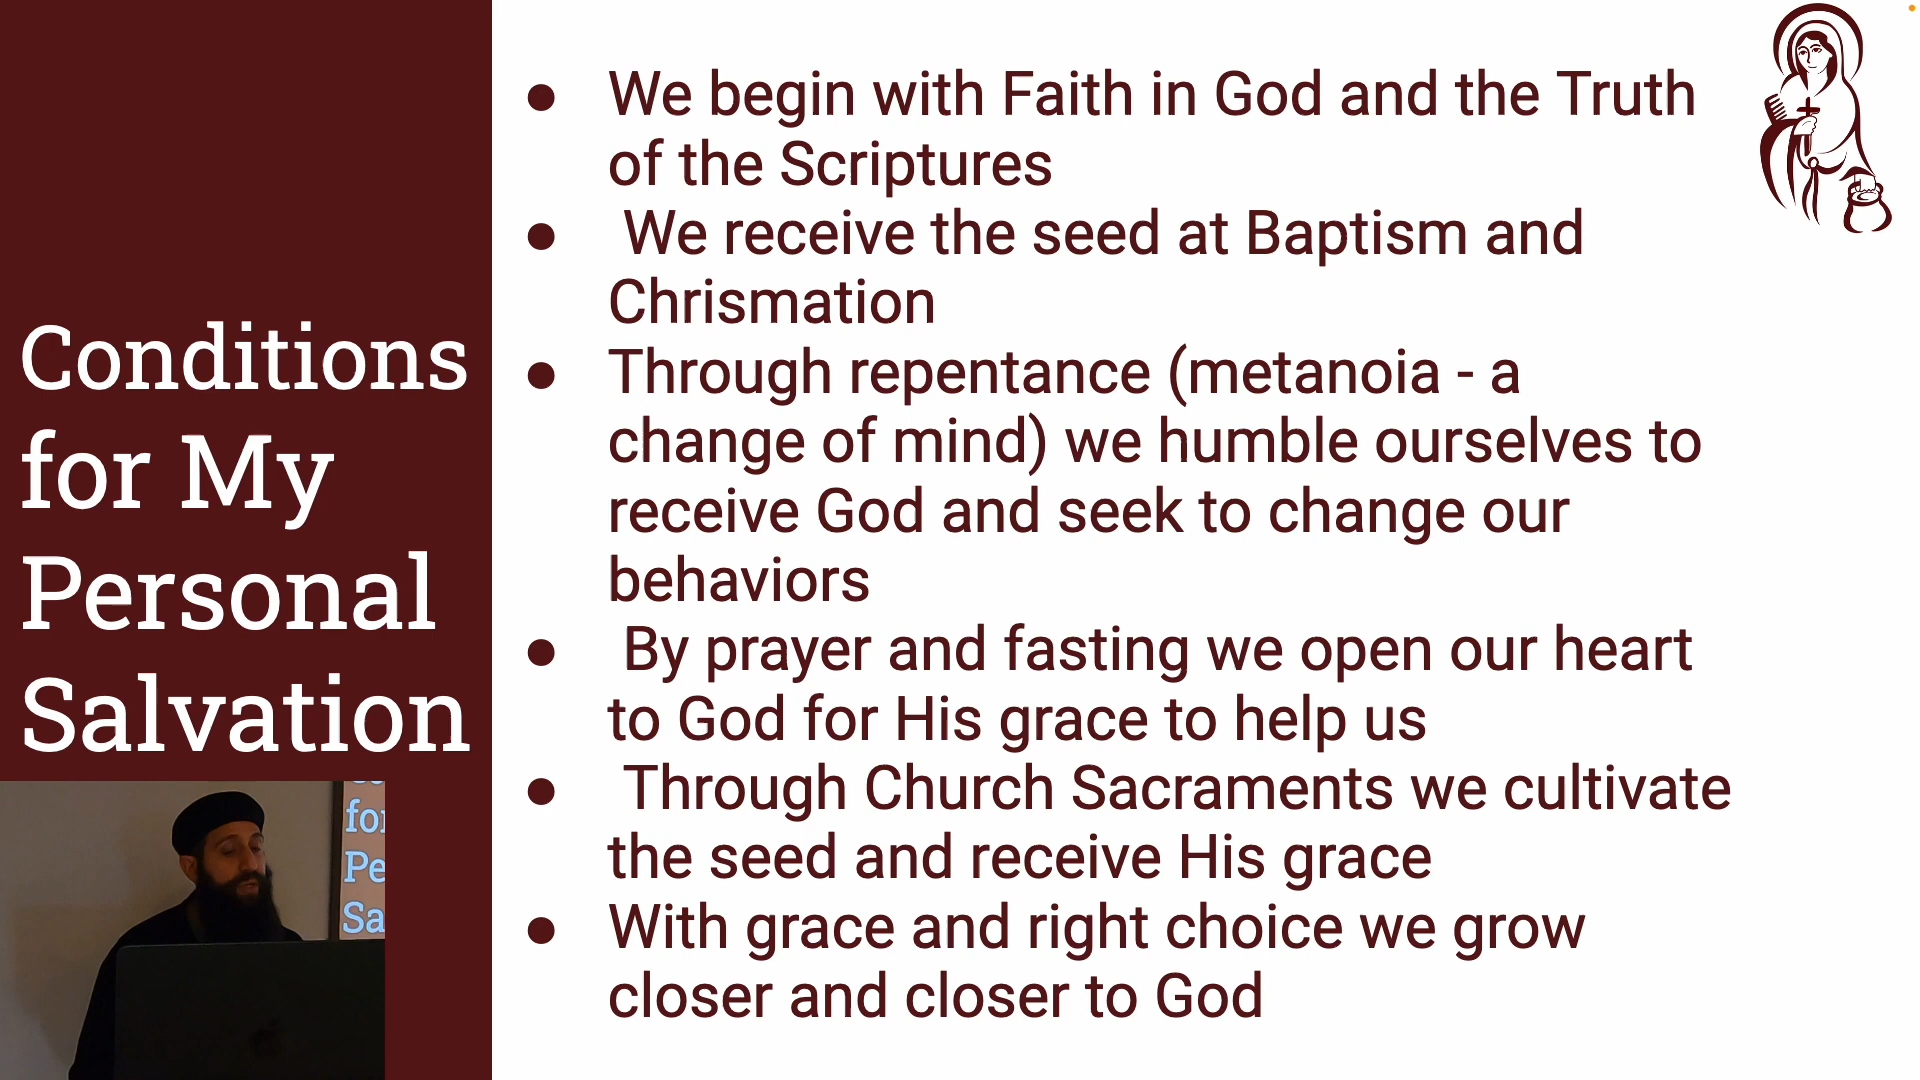 Conditions
for My
Personal
Salvation
● We begin with Faith in God and the Truth
of the Scriptures
● We receive the seed at Baptism and
Chrismation
● Through repentance (metanoia - a
change of mind) we humble ourselves to
receive God and seek to change our
behaviors
● By prayer and fasting we open our heart
to God for His grace to help us
● Through Church Sacraments we cultivate
the seed and receive His grace
● With grace and right choice we grow
closer and closer to God
for
Pe
Sa